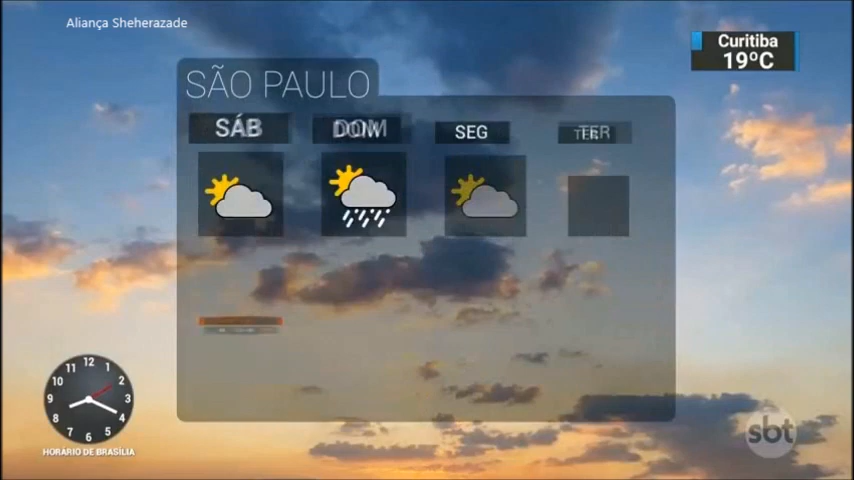 Aliança Sheherazade
Curitiba
19ºC
SÃO PAULO
SÁB
DOM
SEG
TER
12
1
2
3
4
5
6
7
8
9
10
11
HORÁRIO DE BRASÍLIA
sbt